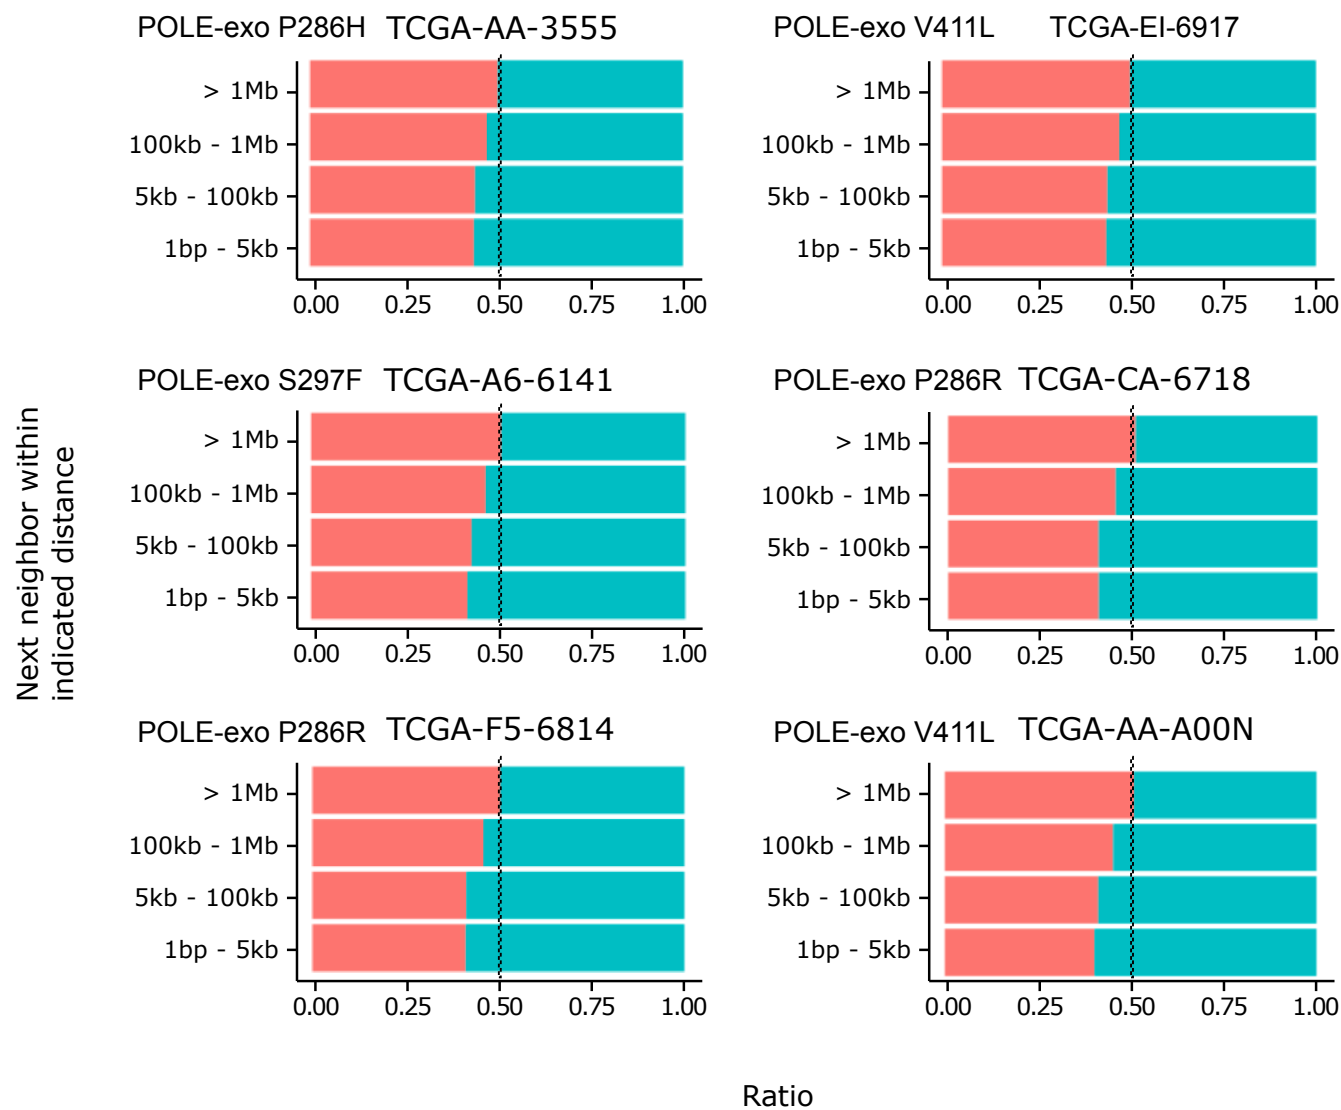 POLE-exo P286H TCGA-AA-3555
> 1Mb
100kb - 1Mb
5kb - 100kb
1bp - 5kb
0.00 0.25 0.50 0.75 1.00
POLE-exo V411L TCGA-EI-6917
> 1Mb
100kb - 1Mb
5kb - 100kb
1bp - 5kb
0.00 0.25 0.50 0.75 1.00
Next neighbor within
indicated distance
POLE-exo S297F TCGA-A6-6141
> 1Mb
100kb - 1Mb
5kb - 100kb
1bp - 5kb
0.00 0.25 0.50 0.75 1.00
POLE-exo P286R TCGA-CA-6718
> 1Mb
100kb - 1Mb
5kb - 100kb
1bp - 5kb
0.00 0.25 0.50 0.75 1.00
POLE-exo P286R TCGA-F5-6814
> 1Mb
100kb - 1Mb
5kb - 100kb
1bp - 5kb
0.00 0.25 0.50 0.75 1.00
POLE-exo V411L TCGA-AA-A00N
> 1Mb
100kb - 1Mb
5kb - 100kb
1bp - 5kb
0.00 0.25 0.50 0.75 1.00
Ratio